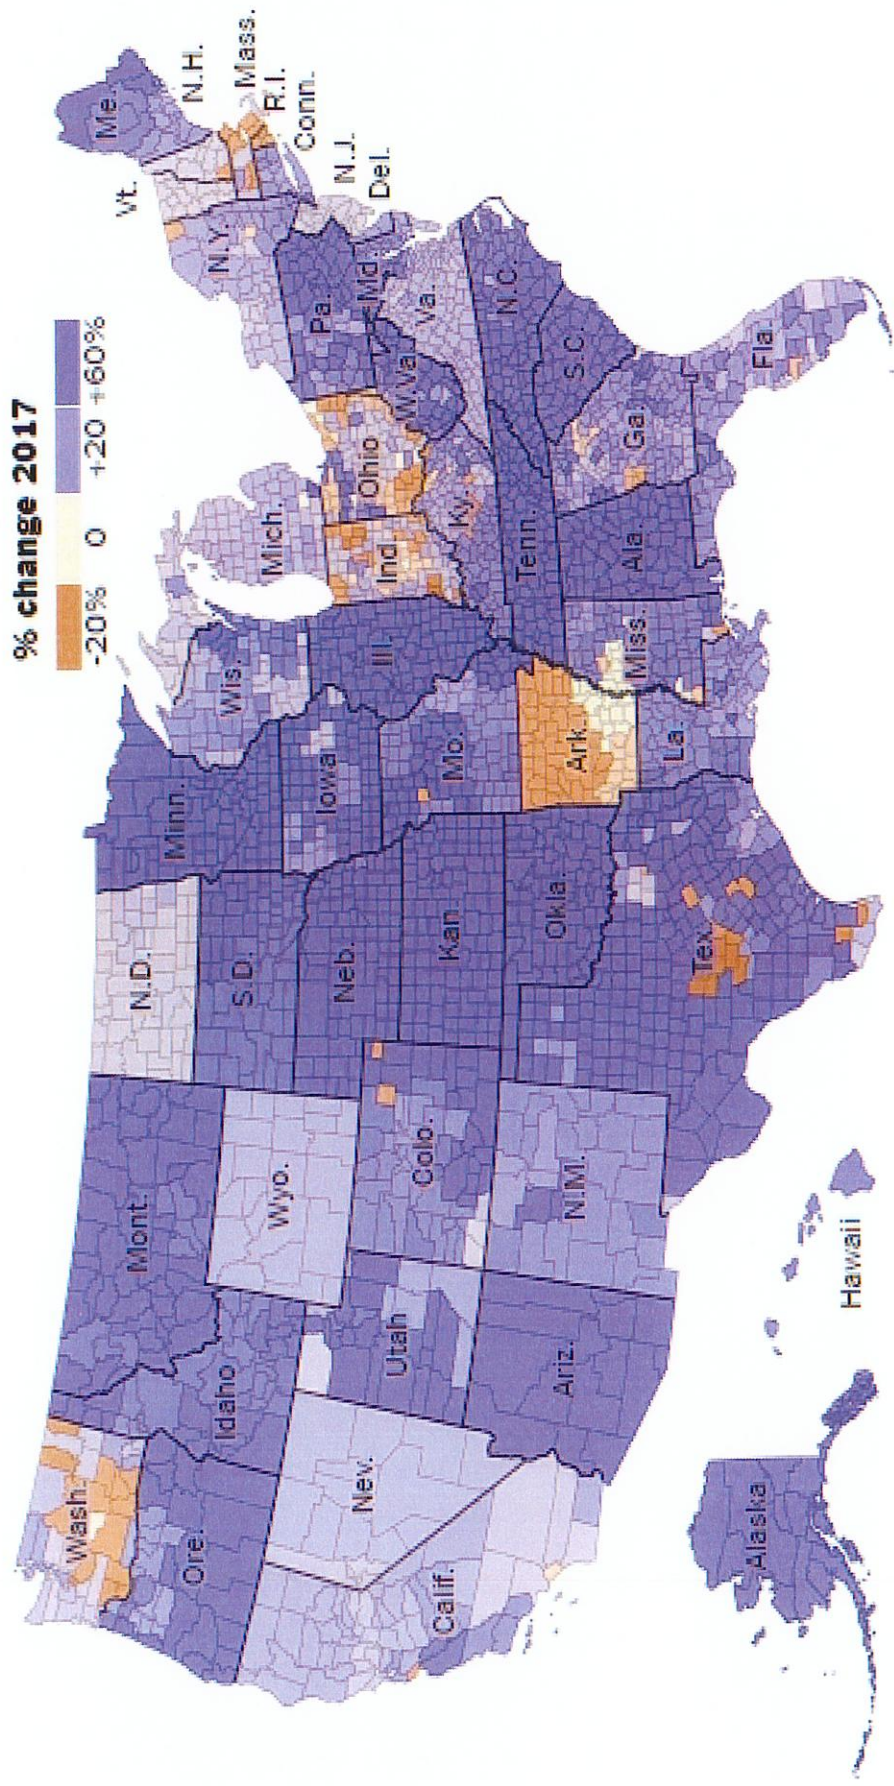 % change 2017
-20% 0 +20 +60%
Wash.
Ore.
Calif.
Nev.
Idaho
Mont.
Wyo.
Utah
Ariz.
Colo.
N.M.
N.D.
S.D.
Neb.
Kan.
Okla.
Tex.
Minn.
Iowa
Mo.
Ark.
La.
Wis.
Ill.
Mich.
Ind.
Ohio
Ky.
Tenn.
Miss.
Ala.
Ga.
Fla.
S.C.
N.C.
Va.
W.Va.
Md.
Pa.
N.Y.
Vt.
Me.
N.H.
Mass.
R.I.
Conn.
N.J.
Del.
Alaska
Hawaii